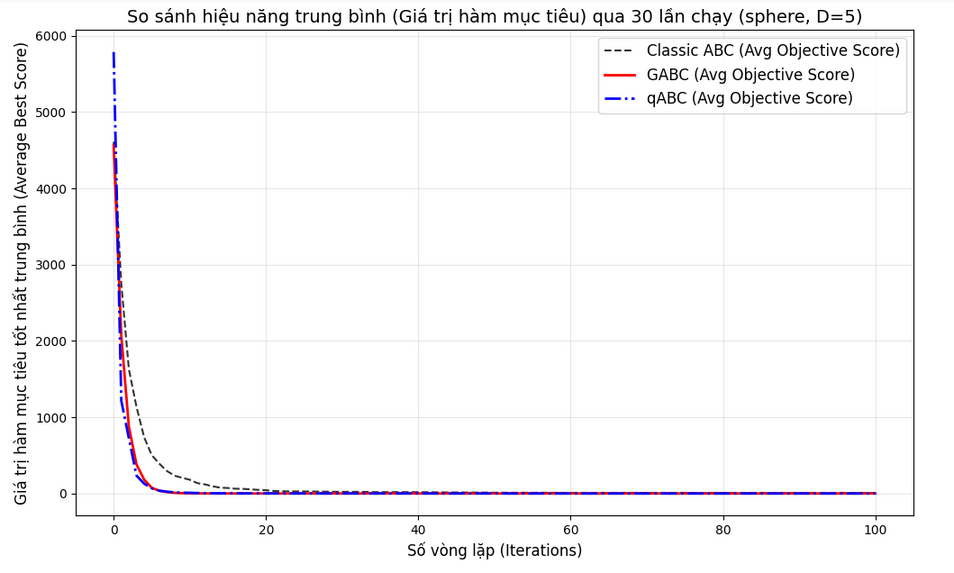 So sánh hiệu năng trung bình (Giá trị hàm mục tiêu) qua 30 lần chạy (sphere, D=5)
Giá trị hàm mục tiêu tốt nhất trung bình (Average Best Score)
6000
5000
4000
3000
2000
1000
0
Classic ABC (Avg Objective Score)
GABC (Avg Objective Score)
qABC (Avg Objective Score)
0 20 40 60 80 100
Số vòng lặp (Iterations)